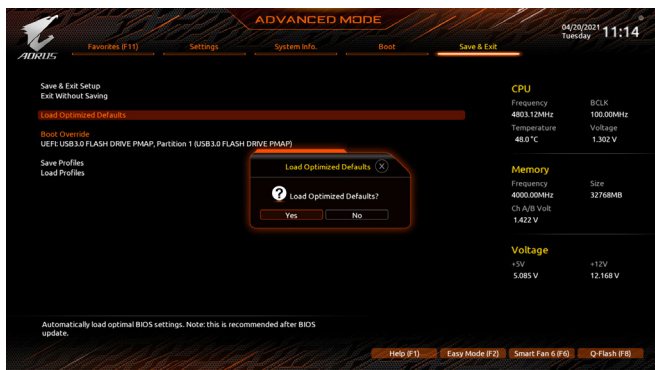 ADVANCED MODE
04/20/2021 Tuesday 11:14
AORUS
Favorites (F11) Settings System Info. Boot Save & Exit
Save & Exit Setup
Exit Without Saving
Load Optimized Defaults
Boot Override
UEFI: USB3.0 FLASH DRIVE PMAP, Partition 1 (USB3.0 FLASH DRIVE PMAP)
Save Profiles
Load Profiles
Load Optimized Defaults
Load Optimized Defaults?
Yes No
CPU
Frequency BCLK
4803.12MHz 100.00MHz
Temperature Voltage
48.0 °C 1.302 V
Memory
Frequency Size
4000.00MHz 32768MB
Ch A/B Volt
1.422 V
Voltage
+5V +12V
5.085 V 12.168 V
Automatically load optimal BIOS settings. Note: this is recommended after BIOS
update.
Help (F1) Easy Mode (F2) Smart Fan 6 (F6) Q-Flash (F8)